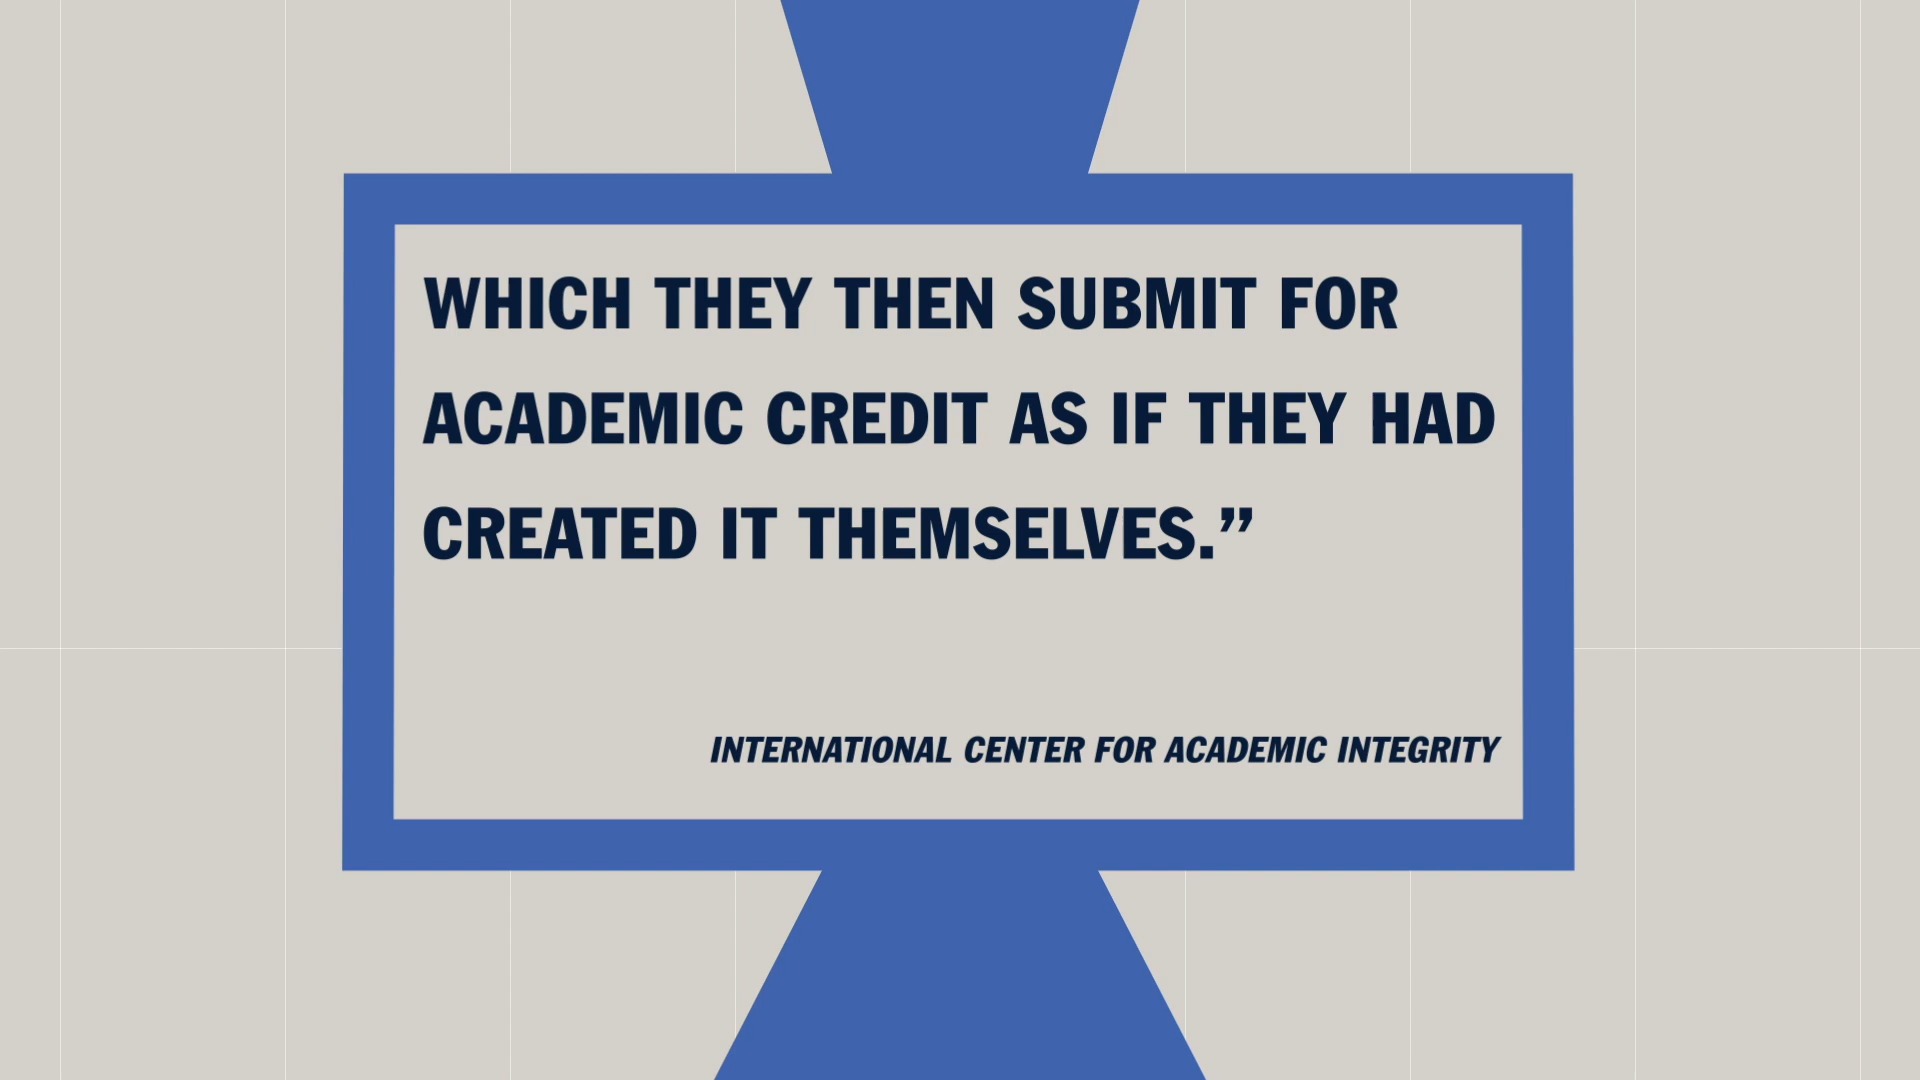 WHICH THEY THEN SUBMIT FOR
ACADEMIC CREDIT AS IF THEY HAD
CREATED IT THEMSELVES.”
INTERNATIONAL CENTER FOR ACADEMIC INTEGRITY